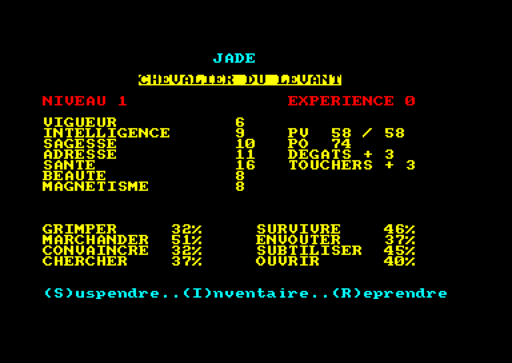 JADE
CHEVALIER DU LEVANT
NIVEAU 1 EXPERIENCE 0
VIGUEUR 6
INTELLIGENCE 9 PV 58 / 58
SAGESSE 10 PO 74
ADRESSE 11 DEGATS + 3
SANTE 16 TOUCHERS + 3
BEAUTE 8
MAGNETISME 8
GRIMPER 32% SURVIVRE 46%
MARCHANDER 51% ENVOUTER 37%
CONVAINCRE 32% SUBTILISER 45%
CHERCHER 37% OUVRIR 40%
(S)uspendre..(I)nventaire..(R)eprendre